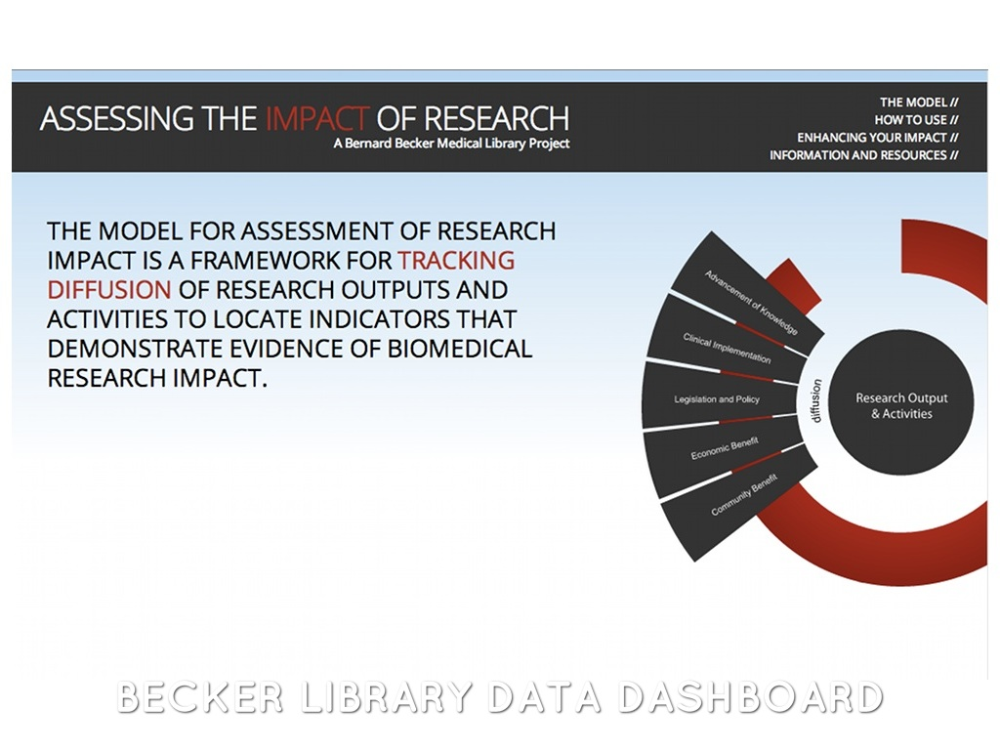 ASSESSING THE IMPACT OF RESEARCH
A Bernard Becker Medical Library Project
THE MODEL //
HOW TO USE //
ENHANCING YOUR IMPACT //
INFORMATION AND RESOURCES //
THE MODEL FOR ASSESSMENT OF RESEARCH
IMPACT IS A FRAMEWORK FOR TRACKING
DIFFUSION OF RESEARCH OUTPUTS AND
ACTIVITIES TO LOCATE INDICATORS THAT
DEMONSTRATE EVIDENCE OF BIOMEDICAL
RESEARCH IMPACT.
Advancement of Knowledge
Clinical Implementation
Legislation and Policy
Economic Benefit
Community Benefit
diffusion
Research Output
& Activities
BECKER LIBRARY DATA DASHBOARD